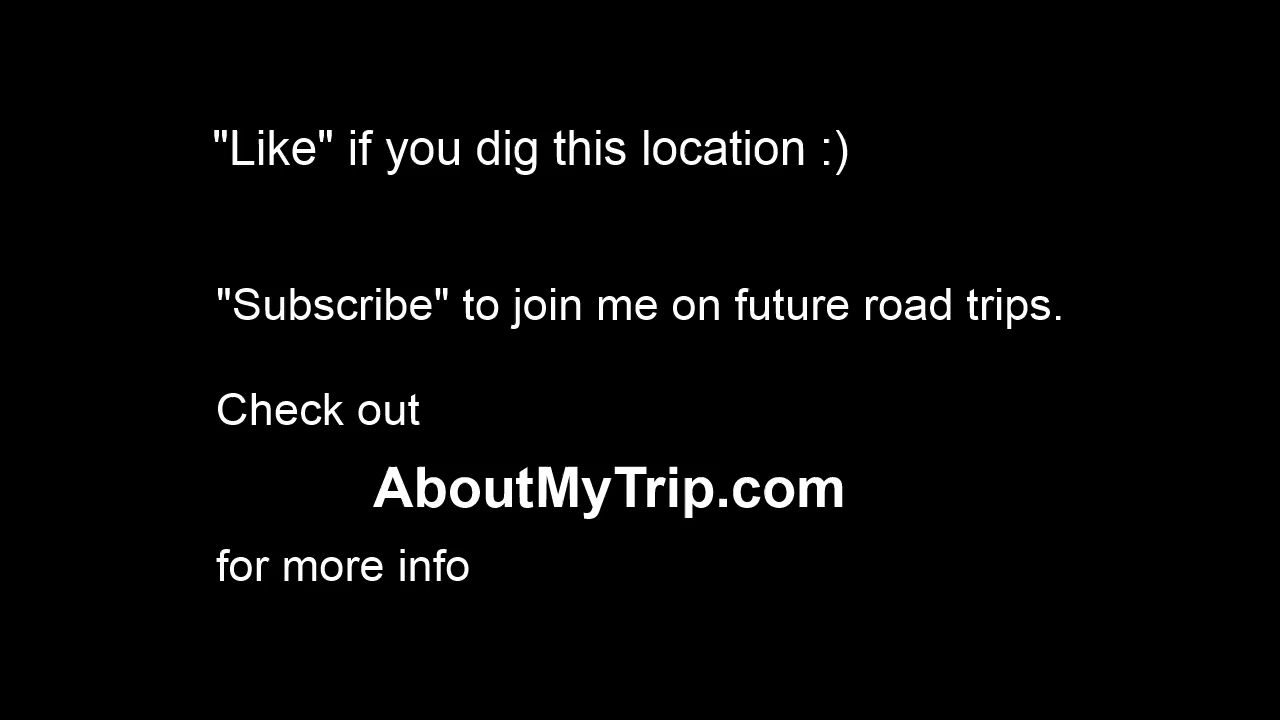 "Like" if you dig this location :)
"Subscribe" to join me on future road trips.
Check out
AboutMyTrip.com
for more info